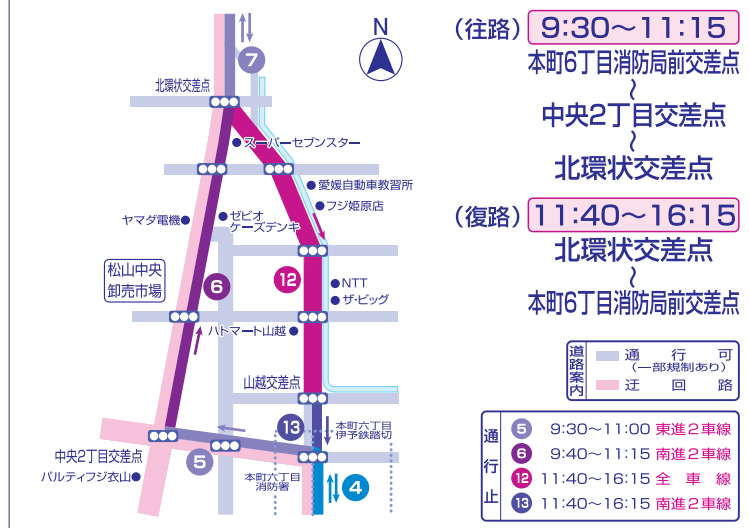 N
7
北環状交差点
スーパーセブンスター
愛媛自動車教習所
フジ姫原店
ヤマダ電機
ゼビオ
ケーズデンキ
松山中央
卸売市場
6
12
NTT
ザ・ビッグ
ハトマート山越
山越交差点
13
本町六丁目
伊予鉄踏切
中央2丁目交差点
パルティフジ衣山
5
本町六丁目
消防署
4
(往路) 9:30〜11:15
本町6丁目消防局前交差点
〜
中央2丁目交差点
〜
北環状交差点
(復路) 11:40〜16:15
北環状交差点
〜
本町6丁目消防局前交差点
道路案内
通行可
(一部規制あり)
迂回路
通行止
5 9:30〜11:00 東進2車線
6 9:40〜11:15 南進2車線
12 11:40〜16:15 全車線
13 11:40〜16:15 南進2車線